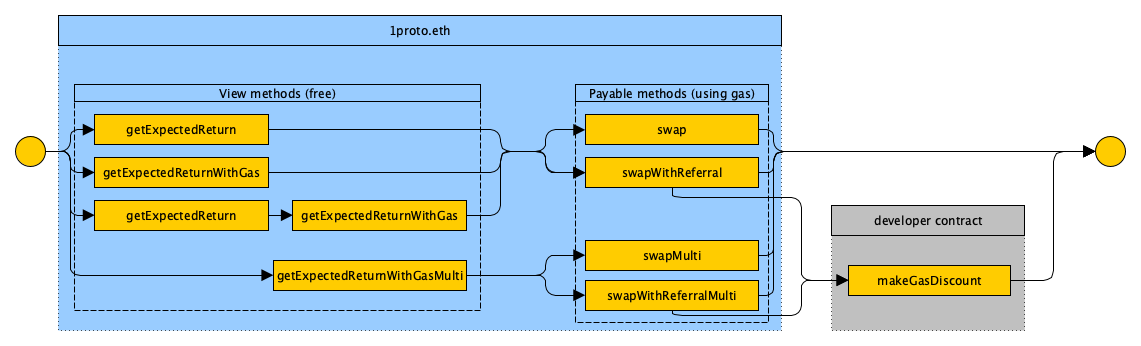 1proto.eth
View methods (free)
Payable methods (using gas)
getExpectedReturn
swap
getExpectedReturnWithGas
swapWithReferral
getExpectedReturn
getExpectedReturnWithGas
developer contract
swapMulti
getExpectedReturnWithGasMulti
makeGasDiscount
swapWithReferralMulti